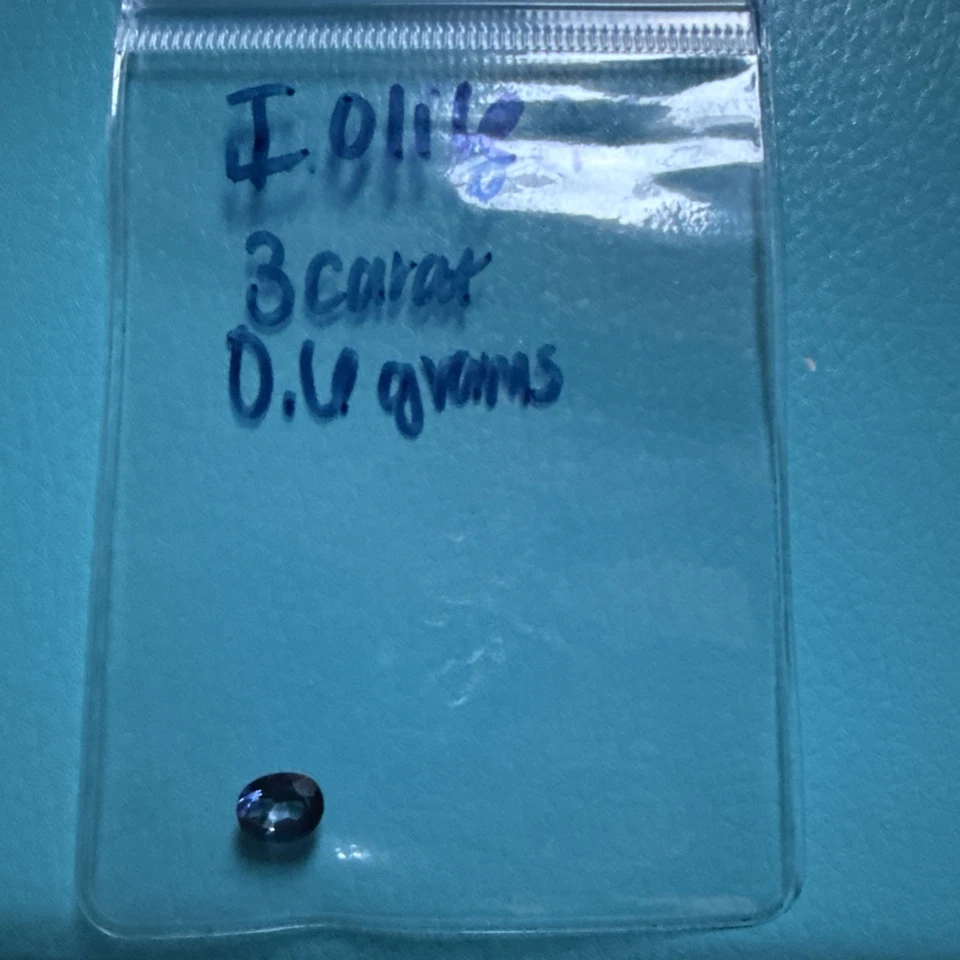 Iolite
3 carat
0.6 grams